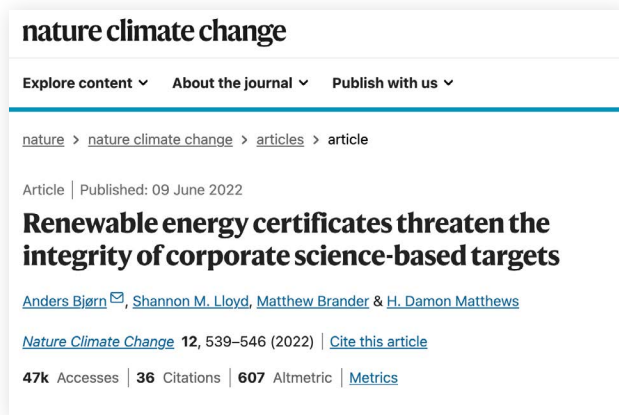 nature climate change
Explore content About the journal Publish with us
nature > nature climate change > articles > article
Article | Published: 09 June 2022
Renewable energy certificates threaten the
integrity of corporate science-based targets
Anders Bjørn, Shannon M. Lloyd, Matthew Brander & H. Damon Matthews
Nature Climate Change 12, 539–546 (2022) | Cite this article
47k Accesses | 36 Citations | 607 Altmetric | Metrics